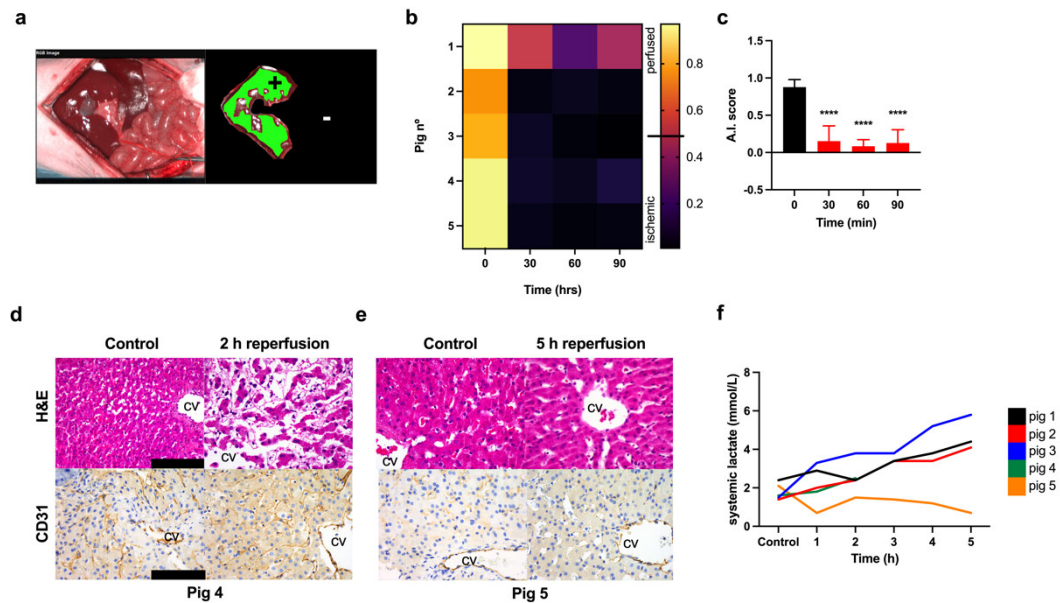 a
RGB Image
+
-
b
Pig nº
1
2
3
4
5
0
30
60
90
Time (hrs)
perfused
ischemic
0.8
0.6
0.4
0.2
c
A.I. score
1.5
1.0
0.5
0.0
-0.5
****
****
****
0
30
60
90
Time (min)
d
Control
2 h reperfusion
H&E
CV
CV
CD31
CV
CV
Pig 4
e
Control
5 h reperfusion
CV
CV
CV
CV
Pig 5
f
systemic lactate (mmol/L)
8
6
4
2
0
Control
1
2
3
4
5
Time (h)
pig 1
pig 2
pig 3
pig 4
pig 5